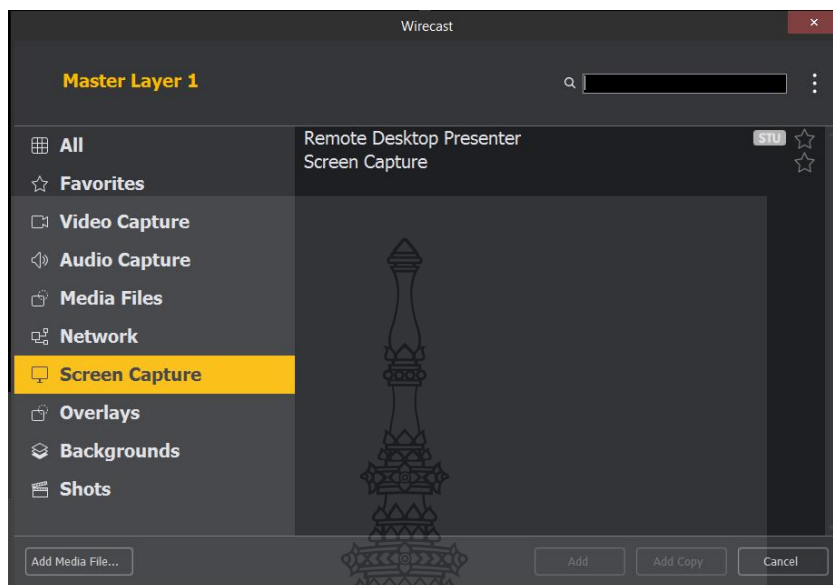 Wirecast
Master Layer 1
All
Favorites
Video Capture
Audio Capture
Media Files
Network
Screen Capture
Overlays
Backgrounds
Shots
Remote Desktop Presenter STU
Screen Capture
Add Media File... Add Add Copy Cancel